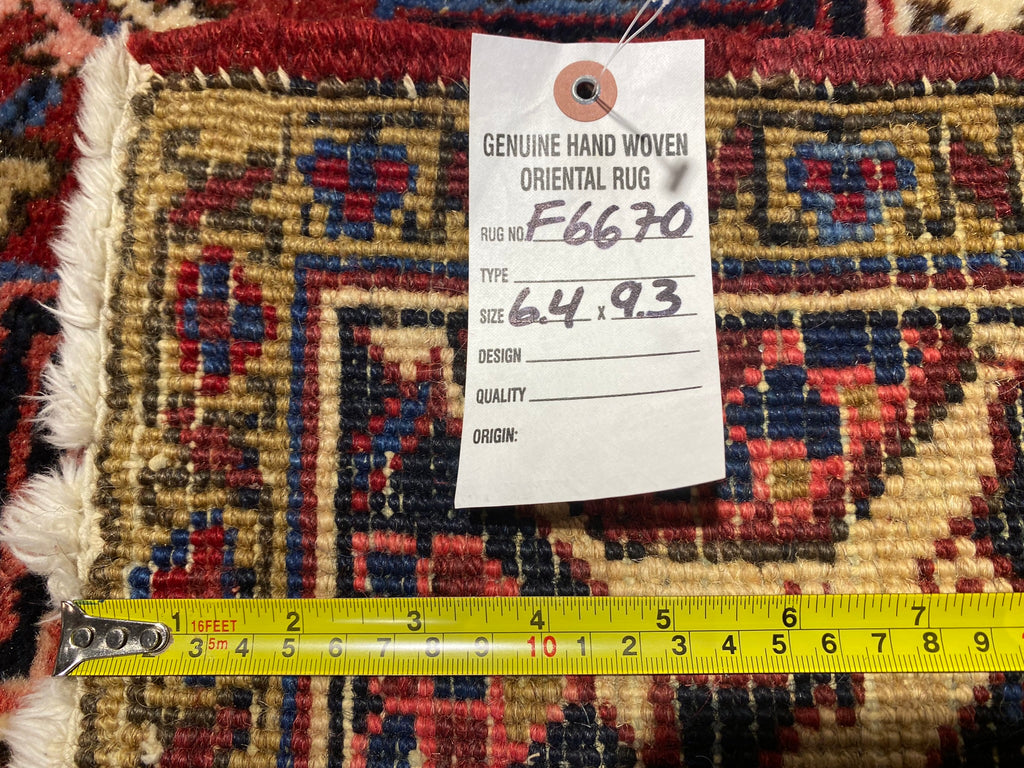 GENUINE HAND WOVEN
ORIENTAL RUG
RUG NO. F6670
TYPE
SIZE 6.4 x 9.3
DESIGN
QUALITY
ORIGIN:
1 16FEET 2 3 4 5 6 7
3 5m 4 5 6 7 8 9 10 1 2 3 4 5 6 7 8 9